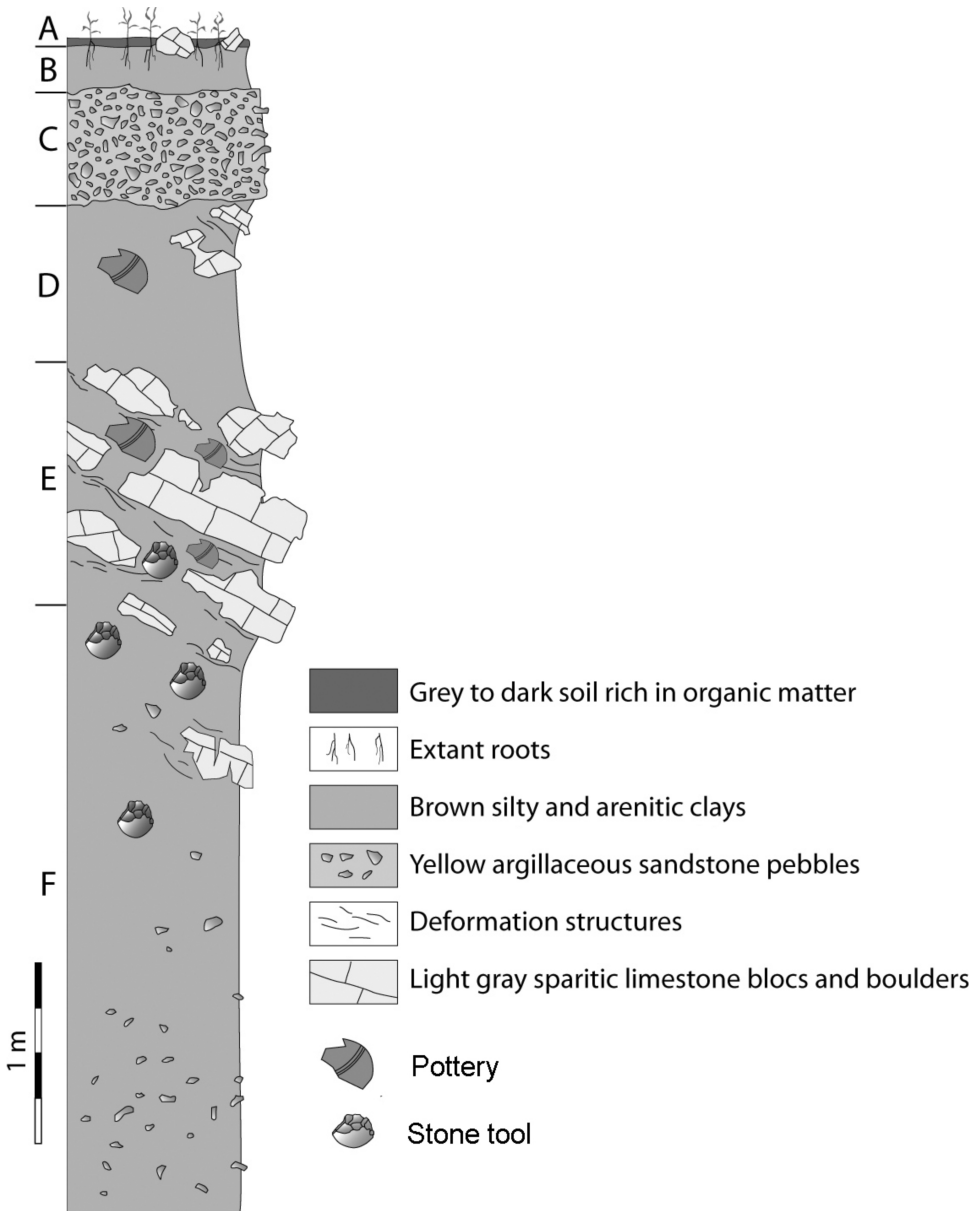 A
B
C
D
E
F
1 m
Grey to dark soil rich in organic matter
Extant roots
Brown silty and arenitic clays
Yellow argillaceous sandstone pebbles
Deformation structures
Light gray sparitic limestone blocs and boulders
Pottery
Stone tool